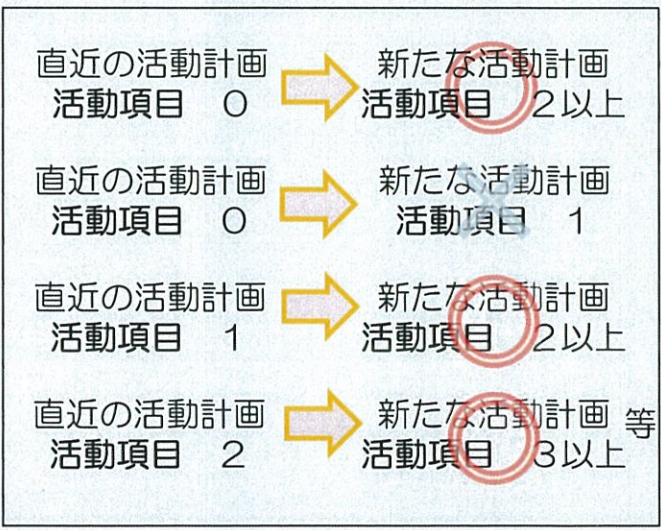 直近の活動計画 新たな活動計画
活動項目 0 活動項目 2以上
直近の活動計画 新たな活動計画
活動項目 0 活動項目 1
直近の活動計画 新たな活動計画
活動項目 1 活動項目 2以上
直近の活動計画 新たな活動計画 等
活動項目 2 活動項目 3以上